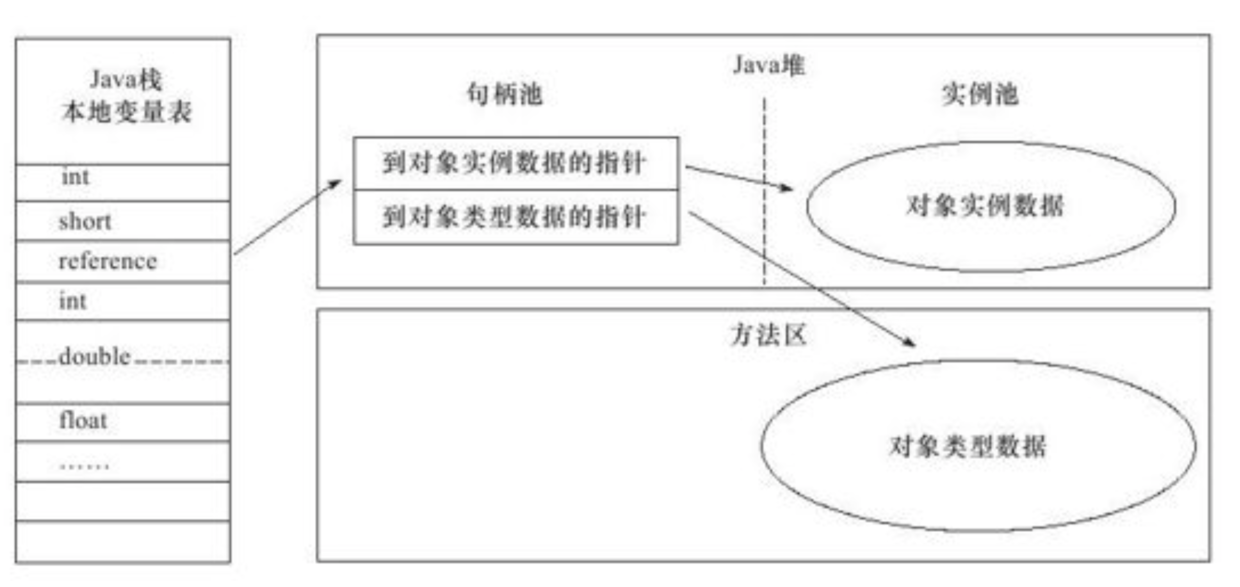 Java栈
本地变量表
int
short
reference
int
double
float
……
Java堆
句柄池
实例池
到对象实例数据的指针
到对象类型数据的指针
对象实例数据
方法区
对象类型数据